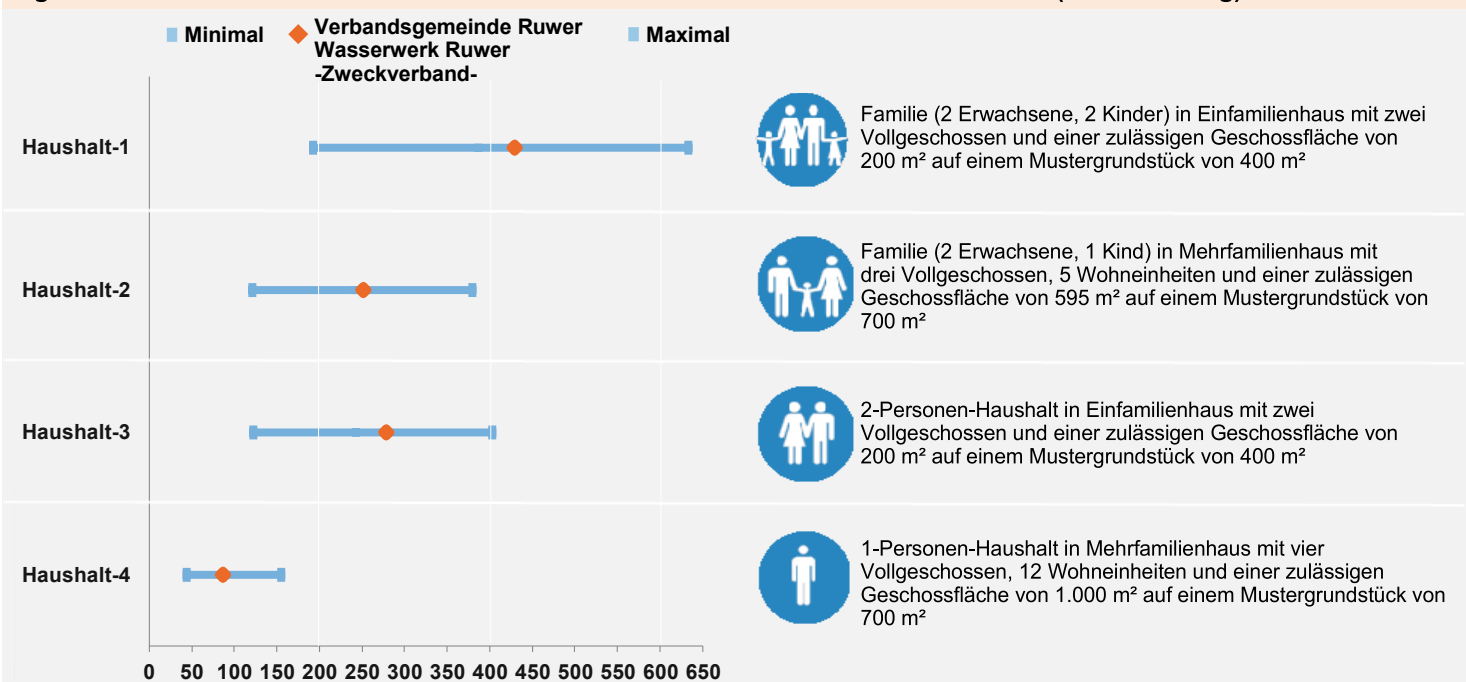 Minimal
Verbandsgemeinde Ruwer
Wasserwerk Ruwer
-Zweckverband-
Maximal
Haushalt-1
Familie (2 Erwachsene, 2 Kinder) in Einfamilienhaus mit zwei
Vollgeschossen und einer zulässigen Geschossfläche von
200 m² auf einem Mustergrundstück von 400 m²
Haushalt-2
Familie (2 Erwachsene, 1 Kind) in Mehrfamilienhaus mit
drei Vollgeschossen, 5 Wohneinheiten und einer zulässigen
Geschossfläche von 595 m² auf einem Mustergrundstück von
700 m²
Haushalt-3
2-Personen-Haushalt in Einfamilienhaus mit zwei
Vollgeschossen und einer zulässigen Geschossfläche von
200 m² auf einem Mustergrundstück von 400 m²
Haushalt-4
1-Personen-Haushalt in Mehrfamilienhaus mit vier
Vollgeschossen, 12 Wohneinheiten und einer zulässigen
Geschossfläche von 1.000 m² auf einem Mustergrundstück von
700 m²
0 50 100 150 200 250 300 350 400 450 500 550 600 650